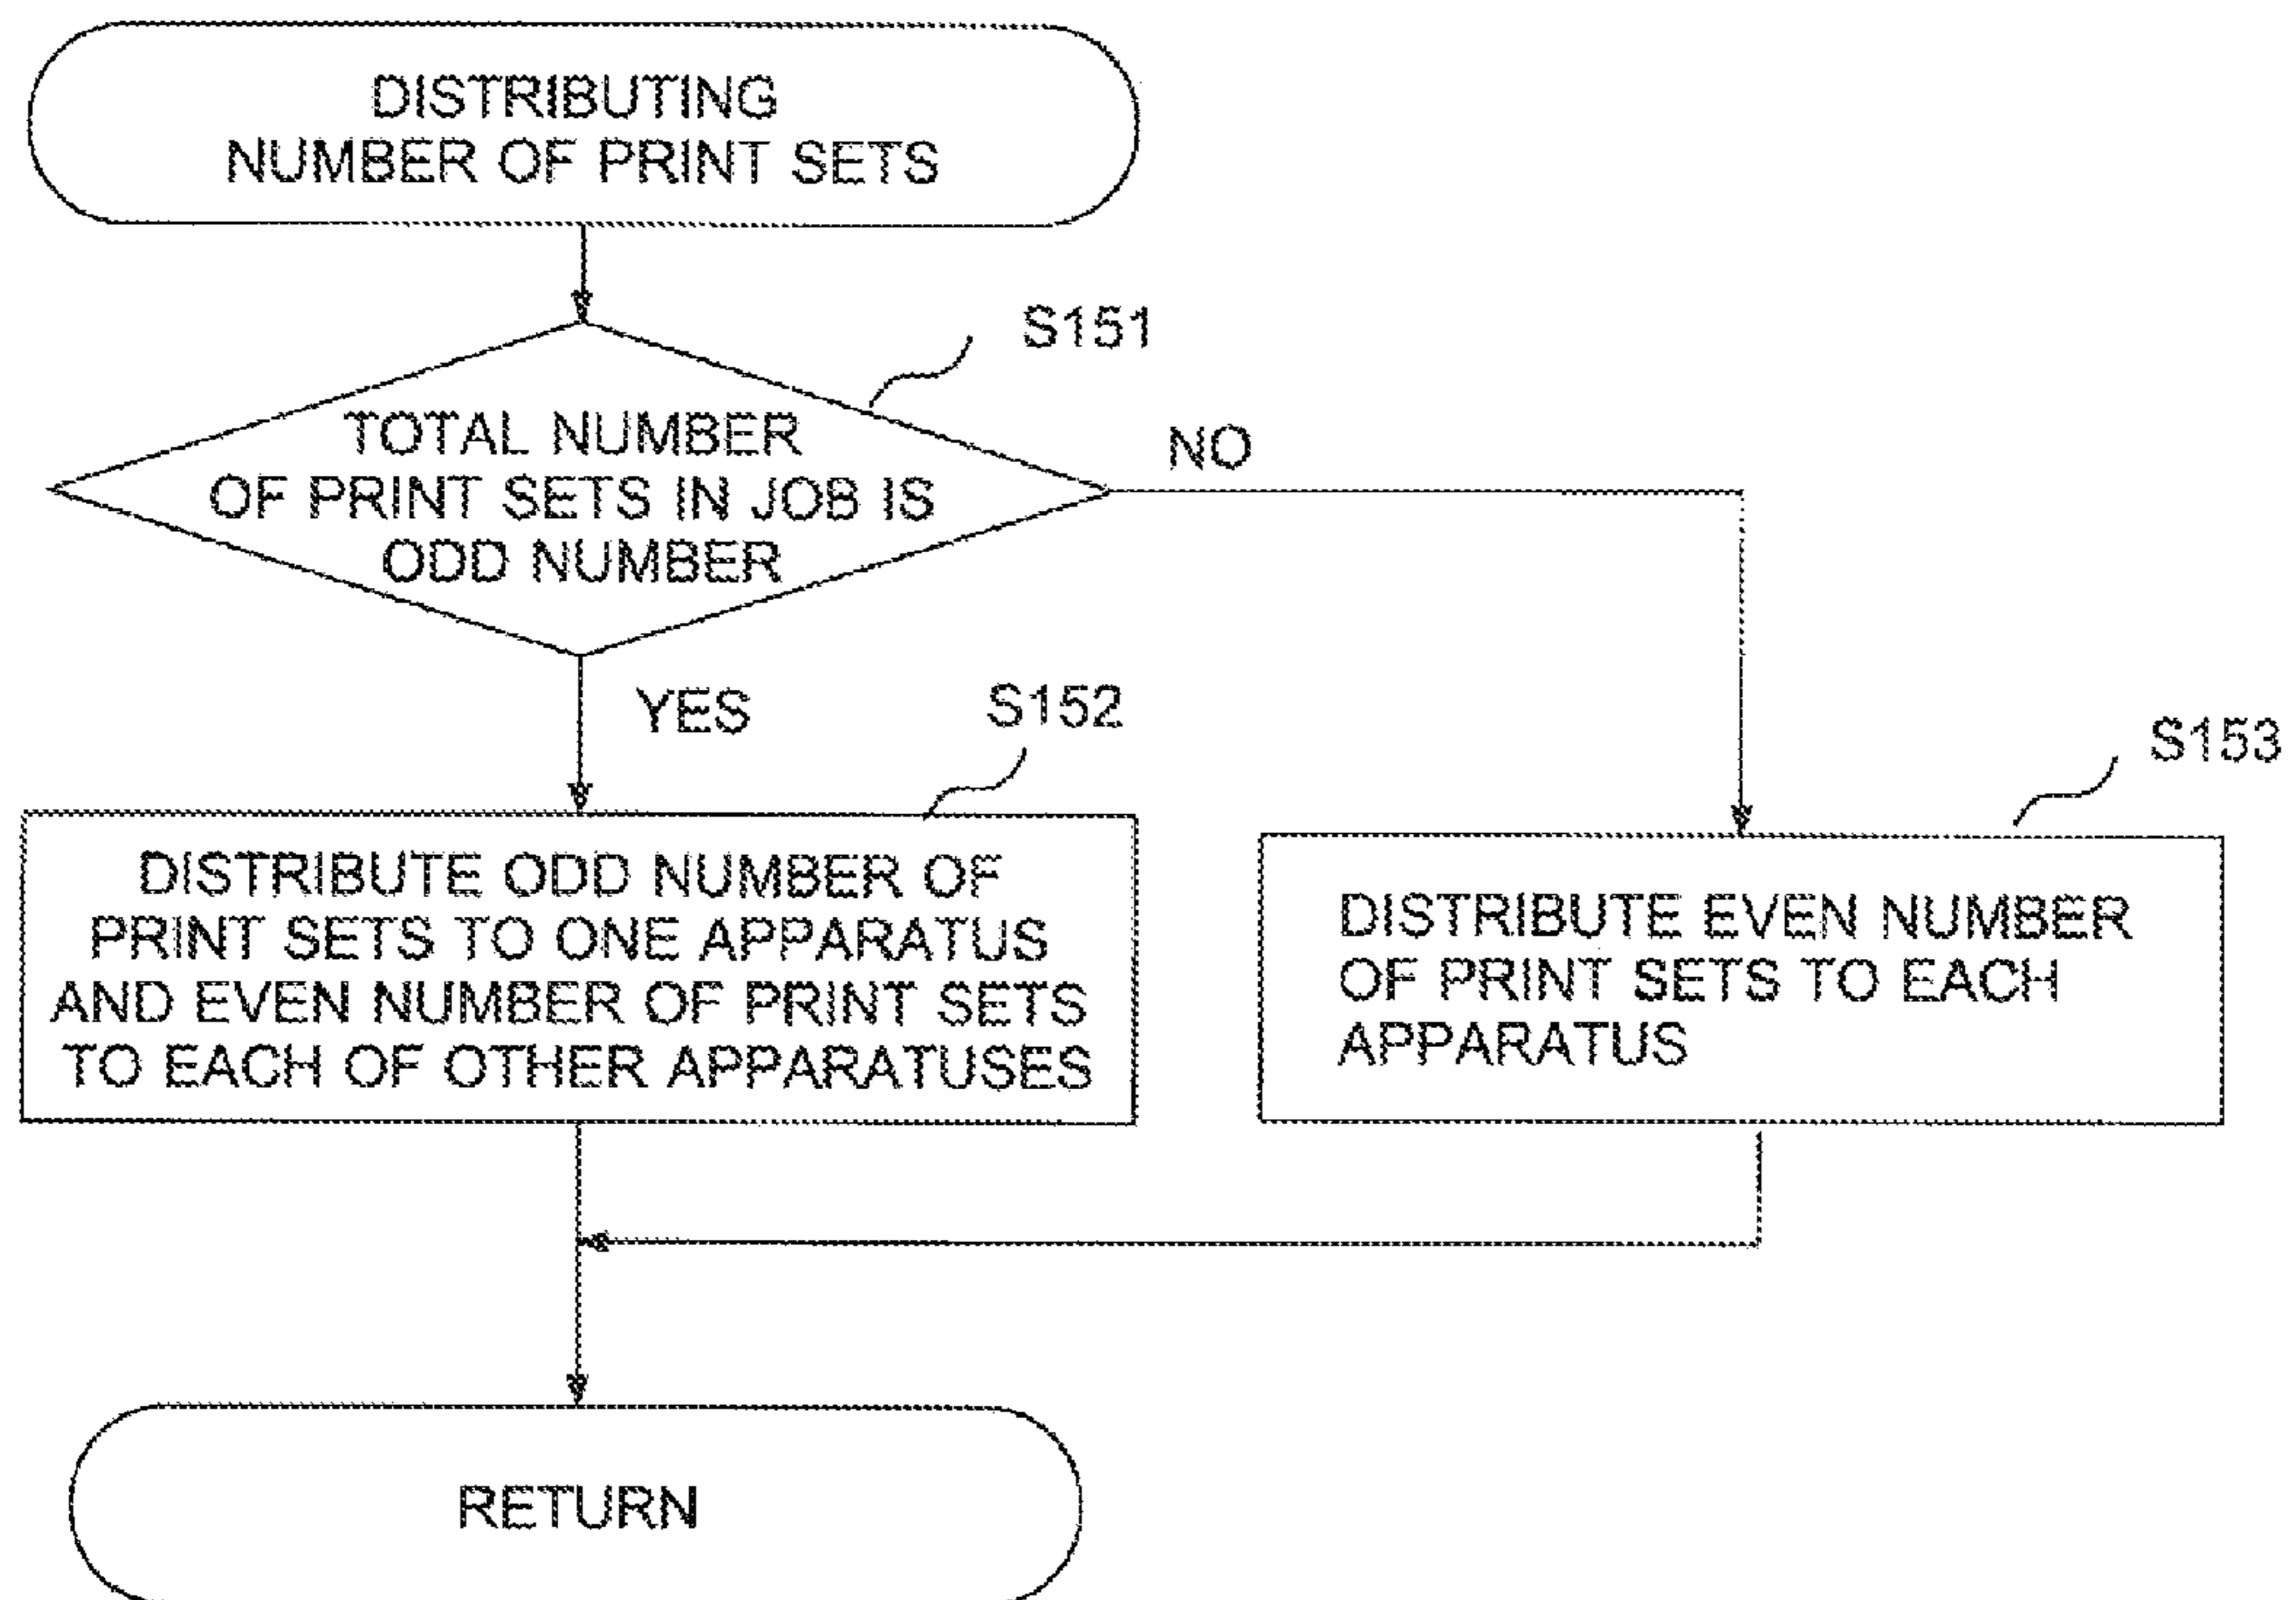 DISTRIBUTING
NUMBER OF PRINT SETS
S151
TOTAL NUMBER
OF PRINT SETS IN JOB IS
ODD NUMBER
NO
YES
S152
S153
DISTRIBUTE ODD NUMBER OF
PRINT SETS TO ONE APPARATUS
AND EVEN NUMBER OF PRINT SETS
TO EACH OF OTHER APPARATUSES
DISTRIBUTE EVEN NUMBER
OF PRINT SETS TO EACH
APPARATUS
RETURN